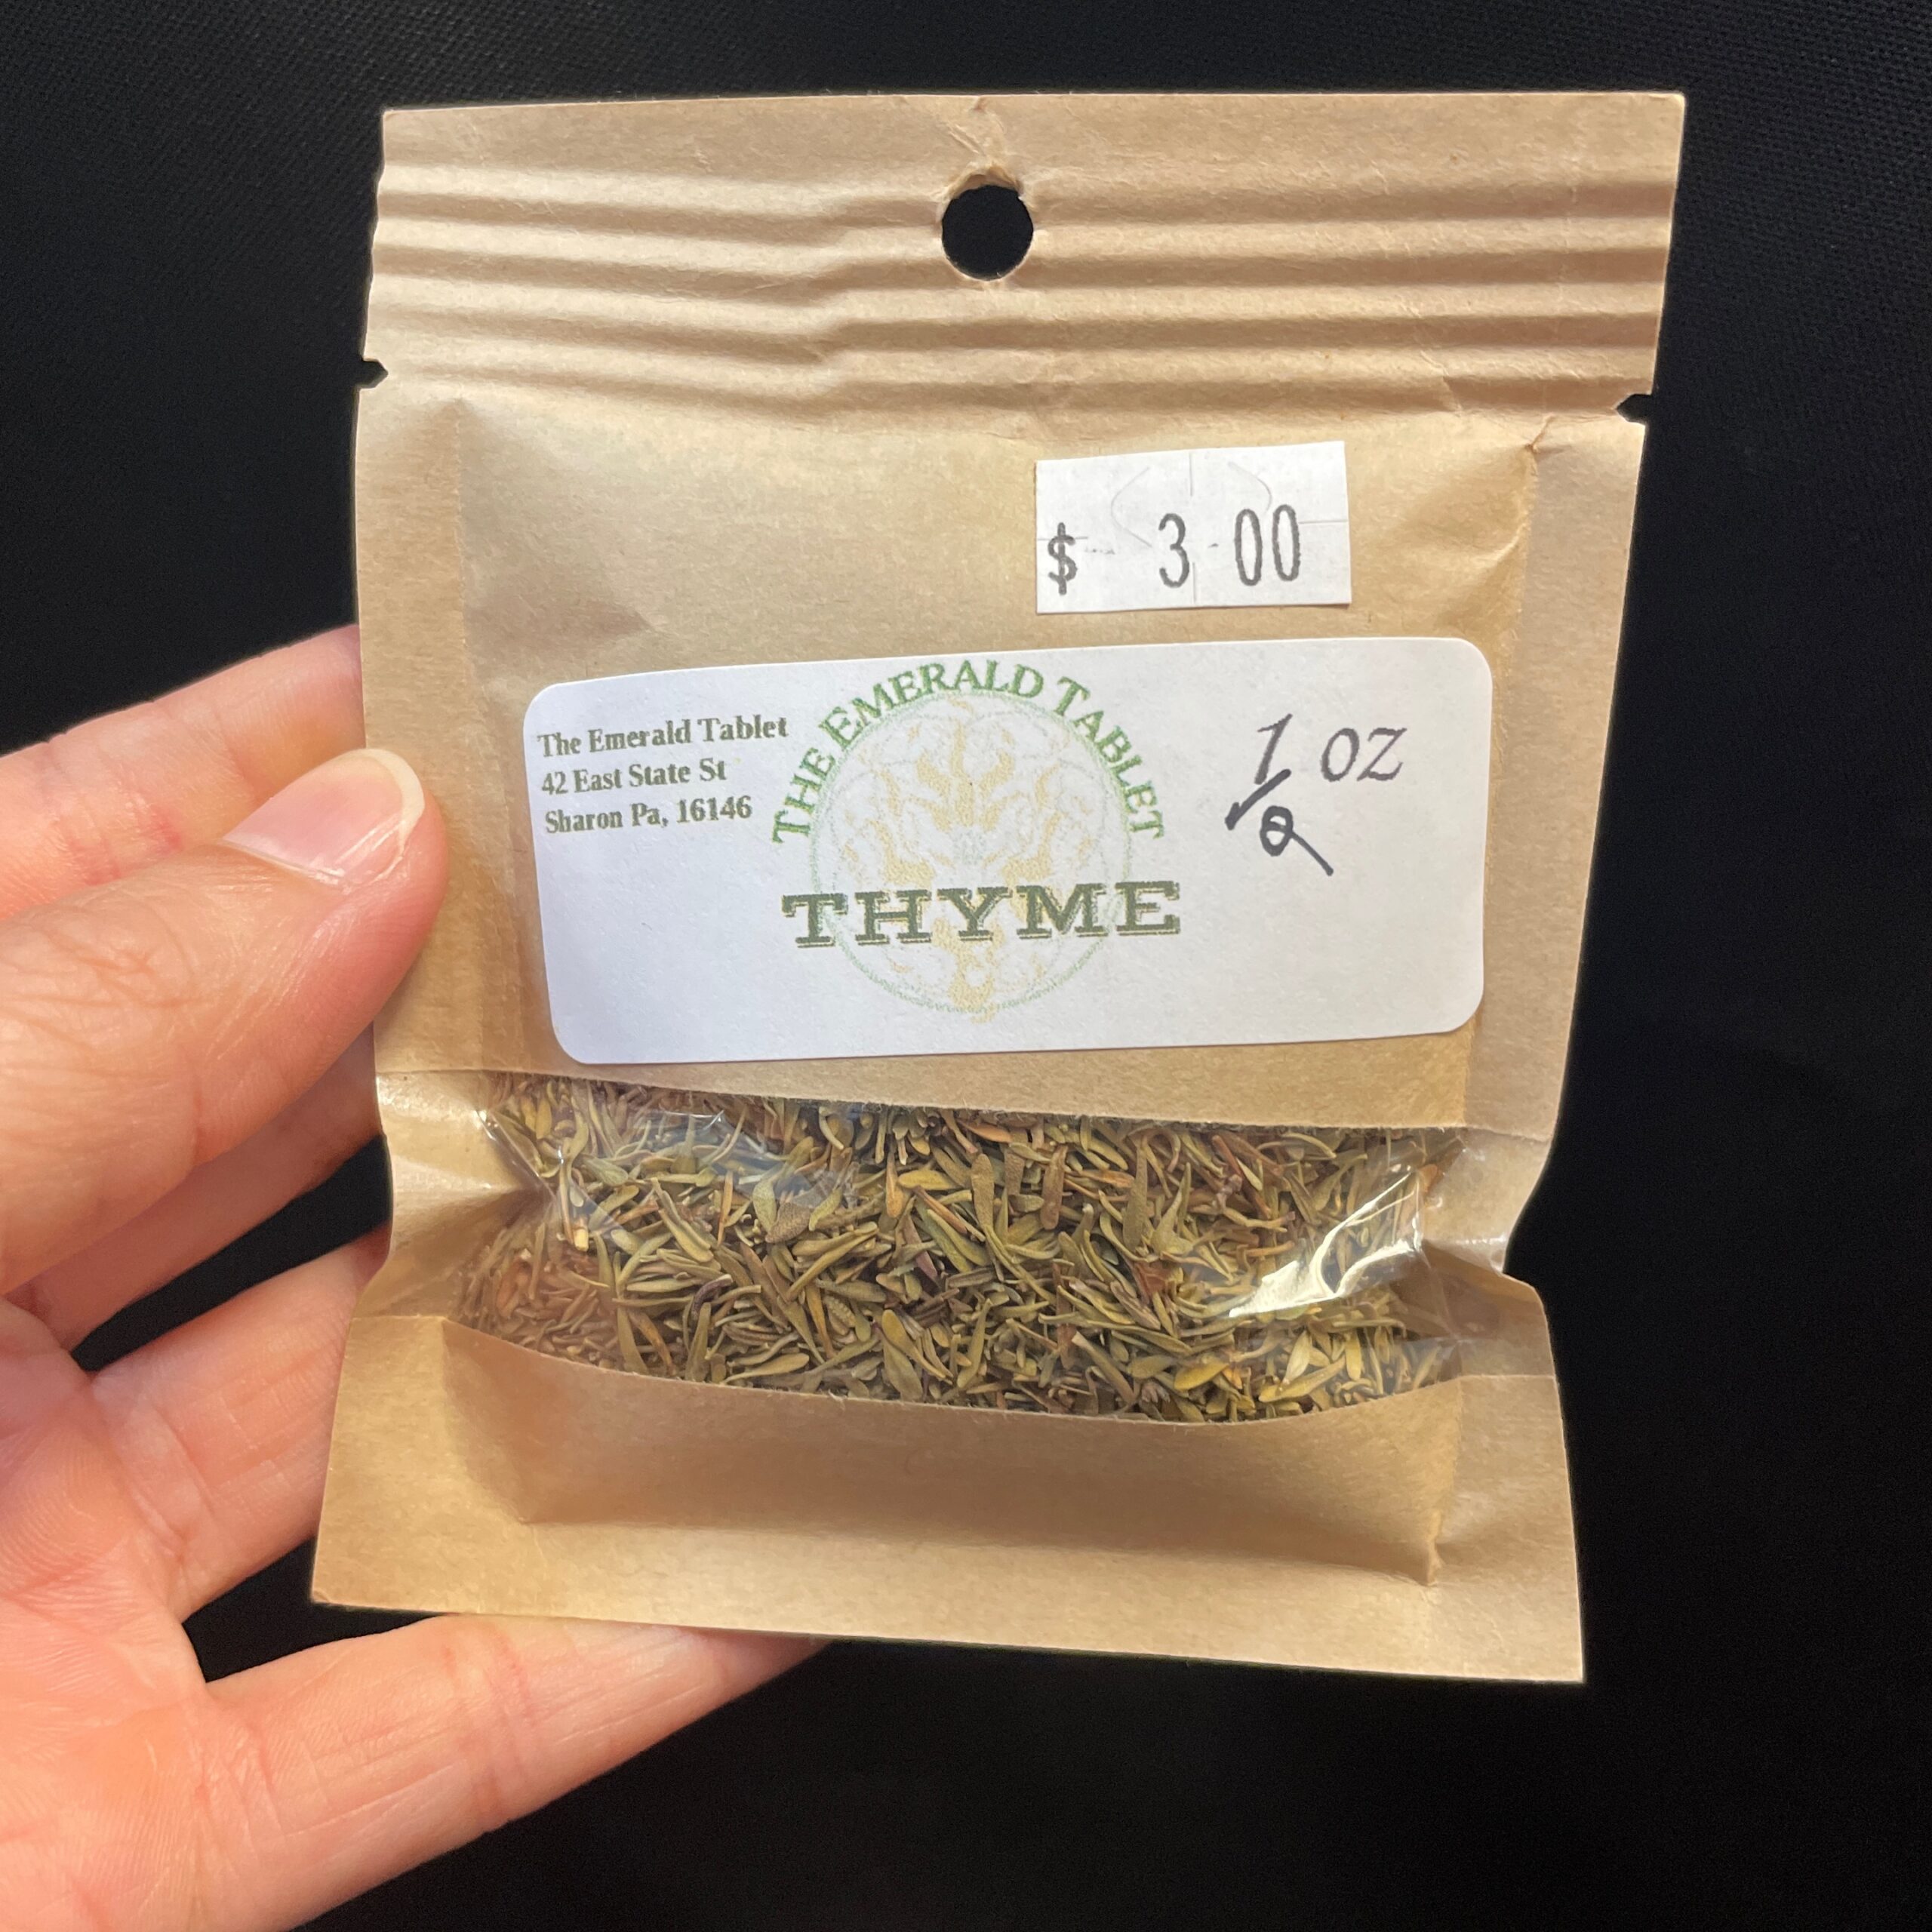 $ 3 00
The Emerald Tablet
42 East State St
Sharon Pa, 16146
THE EMERALD TABLET
THYME
1/2 oz